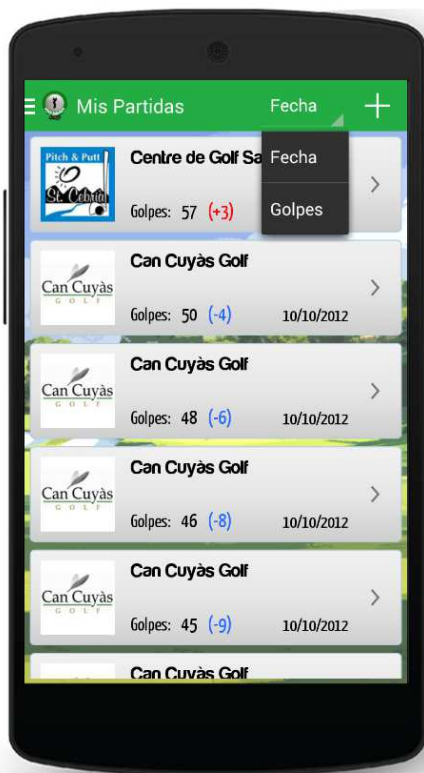 Mis Partidas Fecha
Fecha
Golpes
Pitch & Putt
St. Celoni
Centre de Golf Sa
Golpes: 57 (+3)
Can Cuyàs
GOLF
Can Cuyàs Golf
Golpes: 50 (-4) 10/10/2012
Can Cuyàs
GOLF
Can Cuyàs Golf
Golpes: 48 (-6) 10/10/2012
Can Cuyàs
GOLF
Can Cuyàs Golf
Golpes: 46 (-8) 10/10/2012
Can Cuyàs
GOLF
Can Cuyàs Golf
Golpes: 45 (-9) 10/10/2012
Can Cuyàs Golf